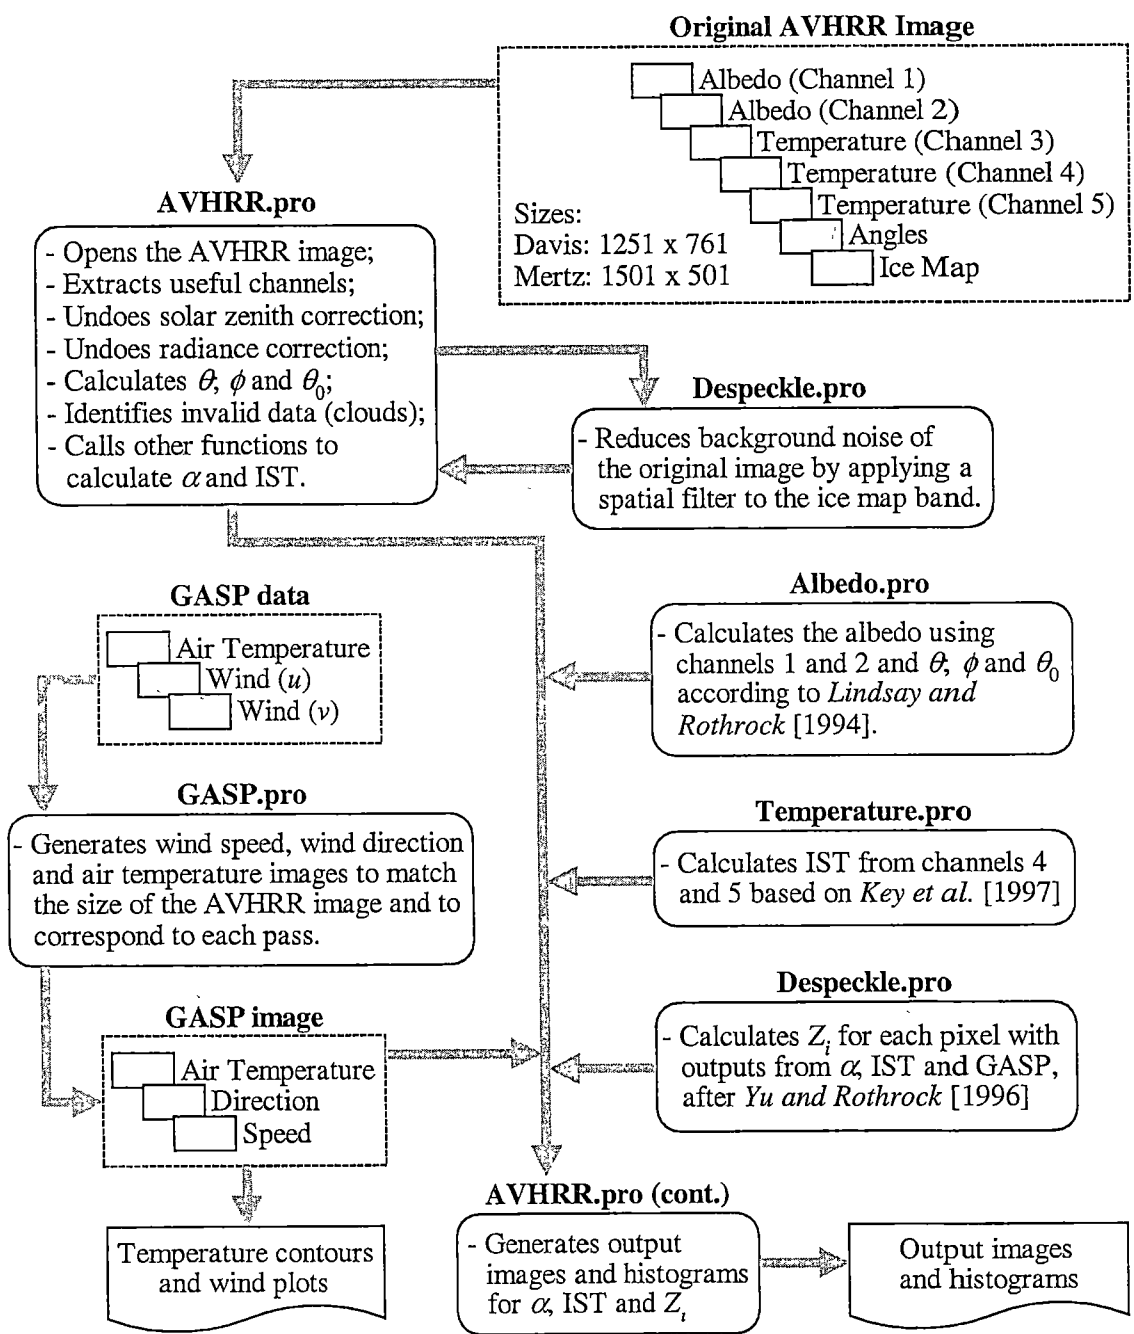 Original AVHRR Image
Albedo (Channel 1)
Albedo (Channel 2)
Temperature (Channel 3)
Temperature (Channel 4)
Temperature (Channel 5)
Angles
Ice Map
Sizes:
Davis: 1251 x 761
Mertz: 1501 x 501
AVHRR.pro
- Opens the AVHRR image;
- Extracts useful channels;
- Undoes solar zenith correction;
- Undoes radiance correction;
- Calculates θ, ϕ and θ₀;
- Identifies invalid data (clouds);
- Calls other functions to
calculate α and IST.
Despeckle.pro
- Reduces background noise of
the original image by applying a
spatial filter to the ice map band.
GASP data
Air Temperature
Wind (u)
Wind (v)
Albedo.pro
- Calculates the albedo using
channels 1 and 2 and θ, ϕ and θ₀
according to Lindsay and
Rothrock [1994].
GASP.pro
- Generates wind speed, wind direction
and air temperature images to match
the size of the AVHRR image and to
correspond to each pass.
Temperature.pro
- Calculates IST from channels 4
and 5 based on Key et al. [1997]
GASP image
Air Temperature
Direction
Speed
Despeckle.pro
- Calculates Zᵢ for each pixel with
outputs from α, IST and GASP,
after Yu and Rothrock [1996]
Temperature contours
and wind plots
AVHRR.pro (cont.)
- Generates output
images and histograms
for α, IST and Zᵢ
Output images
and histograms